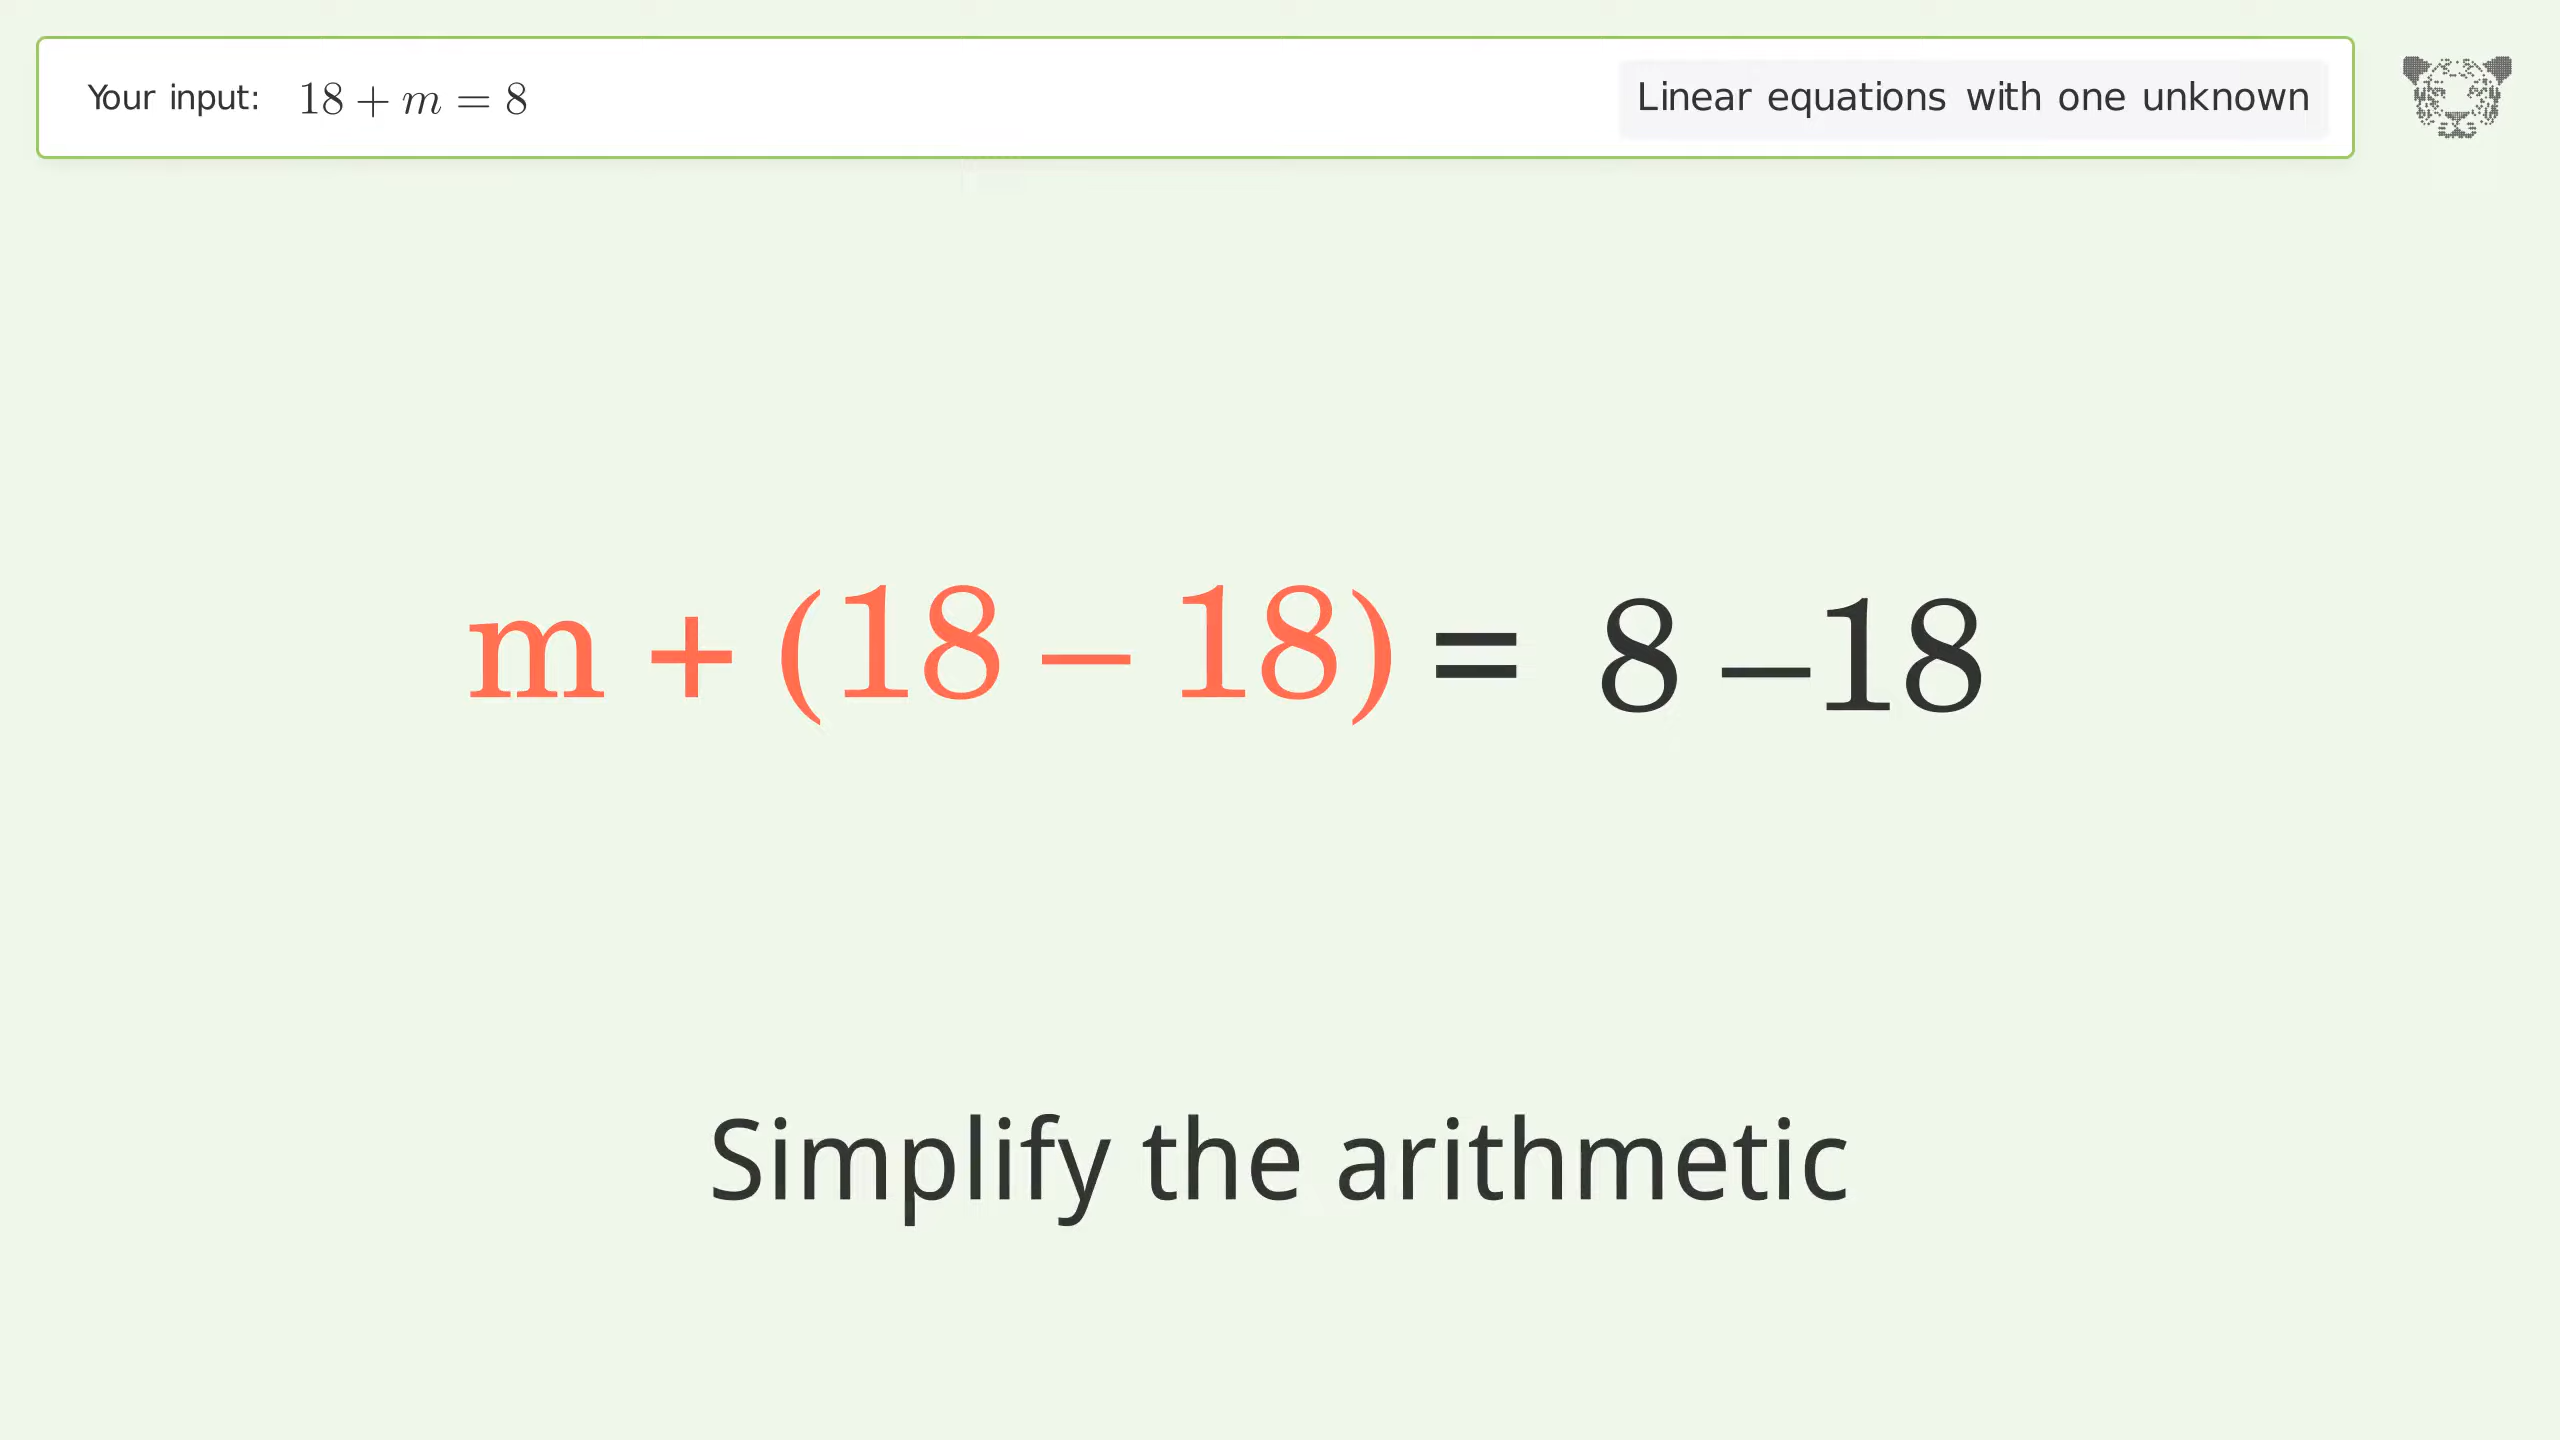 Your input: 18 + m = 8
Linear equations with one unknown
m + (18 – 18) = 8 –18
Simplify the arithmetic